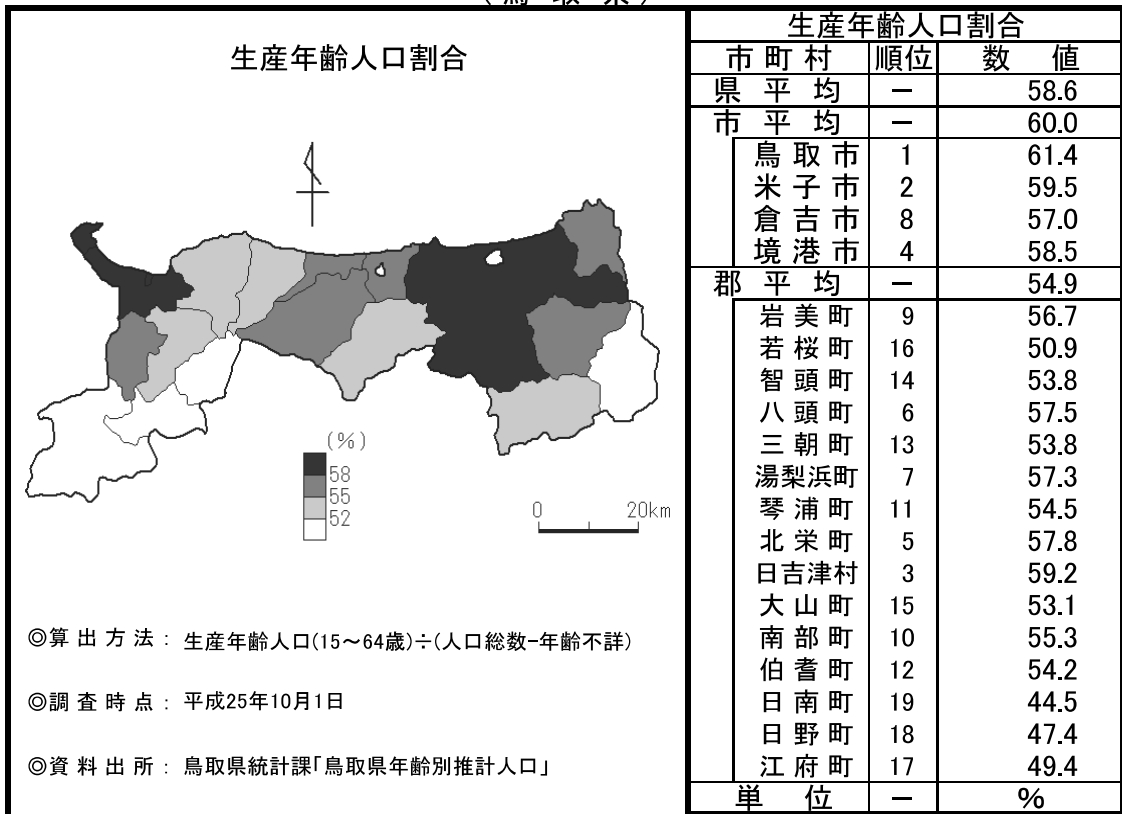 (鳥取県)
生産年齢人口割合
(%)
58
55
52
0 20km
◎算出方法：生産年齢人口(15～64歳)÷(人口総数-年齢不詳)
◎調査時点：平成25年10月1日
◎資料出所：鳥取県統計課「鳥取県年齢別推計人口」
生産年齢人口割合
市町村 順位 数値
県平均 － 58.6
市平均 － 60.0
鳥取市 1 61.4
米子市 2 59.5
倉吉市 8 57.0
境港市 4 58.5
郡平均 － 54.9
岩美町 9 56.7
若桜町 16 50.9
智頭町 14 53.8
八頭町 6 57.5
三朝町 13 53.8
湯梨浜町 7 57.3
琴浦町 11 54.5
北栄町 5 57.8
日吉津村 3 59.2
大山町 15 53.1
南部町 10 55.3
伯耆町 12 54.2
日南町 19 44.5
日野町 18 47.4
江府町 17 49.4
単位 － %